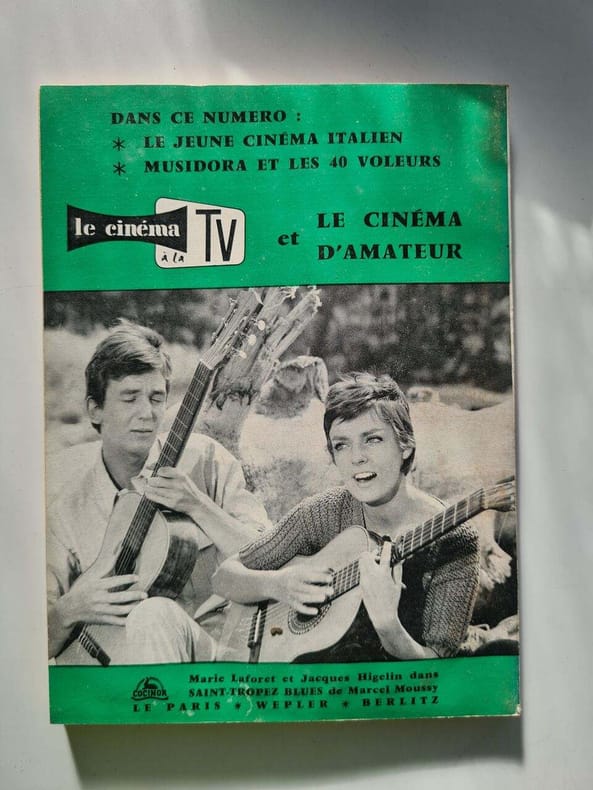 DANS CE NUMERO :
* LE JEUNE CINÉMA ITALIEN
* MUSIDORA ET LES 40 VOLEURS
le cinéma à la TV
et
LE CINÉMA
D'AMATEUR
COCINOR
Marie Laforet et Jacques Higelin dans
SAINT-TROPEZ BLUES de Marcel Moussy
LE PARIS * WEPLER * BERLITZ